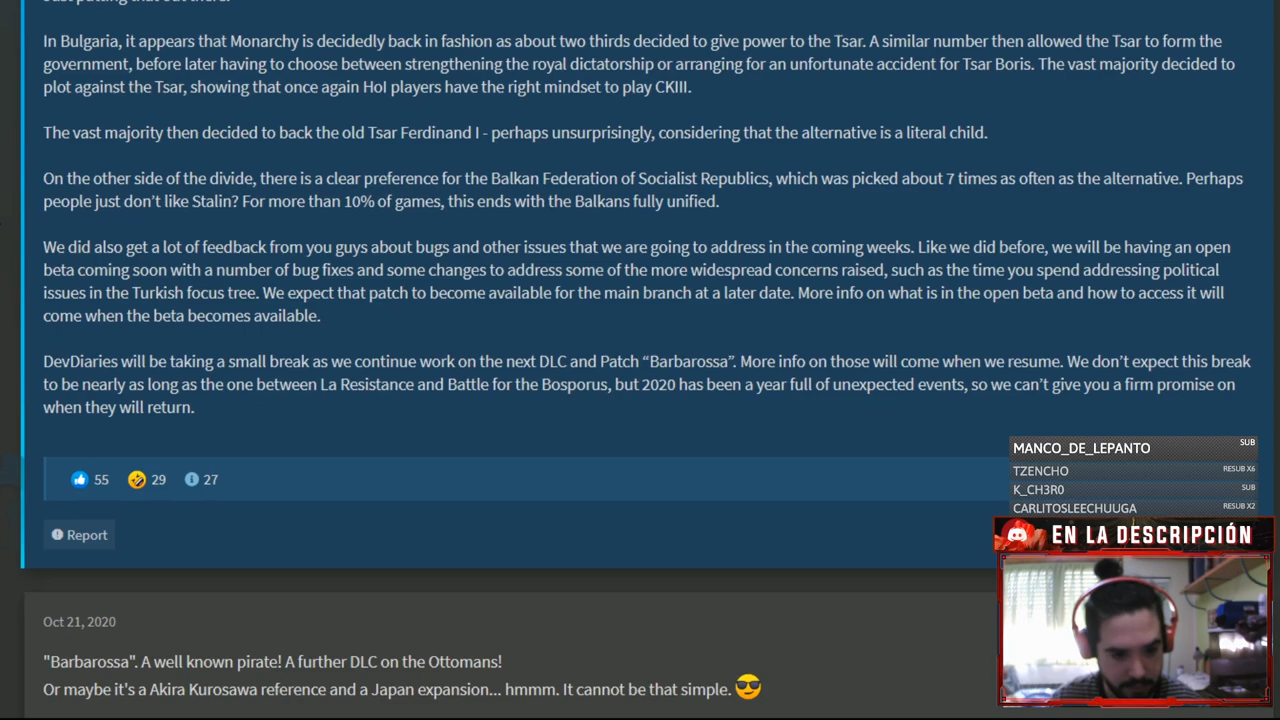 In Bulgaria, it appears that Monarchy is decidedly back in fashion as about two thirds decided to give power to the Tsar. A similar number then allowed the Tsar to form the
government, before later having to choose between strengthening the royal dictatorship or arranging for an unfortunate accident for Tsar Boris. The vast majority decided to
plot against the Tsar, showing that once again HoI players have the right mindset to play CKIII.
The vast majority then decided to back the old Tsar Ferdinand I - perhaps unsurprisingly, considering that the alternative is a literal child.
On the other side of the divide, there is a clear preference for the Balkan Federation of Socialist Republics, which was picked about 7 times as often as the alternative. Perhaps
people just don’t like Stalin? For more than 10% of games, this ends with the Balkans fully unified.
We did also get a lot of feedback from you guys about bugs and other issues that we are going to address in the coming weeks. Like we did before, we will be having an open
beta coming soon with a number of bug fixes and some changes to address some of the more widespread concerns raised, such as the time you spend addressing political
issues in the Turkish focus tree. We expect that patch to become available for the main branch at a later date. More info on what is in the open beta and how to access it will
come when the beta becomes available.
DevDiaries will be taking a small break as we continue work on the next DLC and Patch “Barbarossa”. More info on those will come when we resume. We don’t expect this break
to be nearly as long as the one between La Resistance and Battle for the Bosporus, but 2020 has been a year full of unexpected events, so we can’t give you a firm promise on
when they will return.
55 29 27
Report
MANCO_DE_LEPANTO SUB
TZENCHO RESUB X6
K_CH3R0 SUB
CARLITOSLEECHUUGA RESUB X2
EN LA DESCRIPCIÓN
Oct 21, 2020
"Barbarossa". A well known pirate! A further DLC on the Ottomans!
Or maybe it's a Akira Kurosawa reference and a Japan expansion... hmmm. It cannot be that simple.